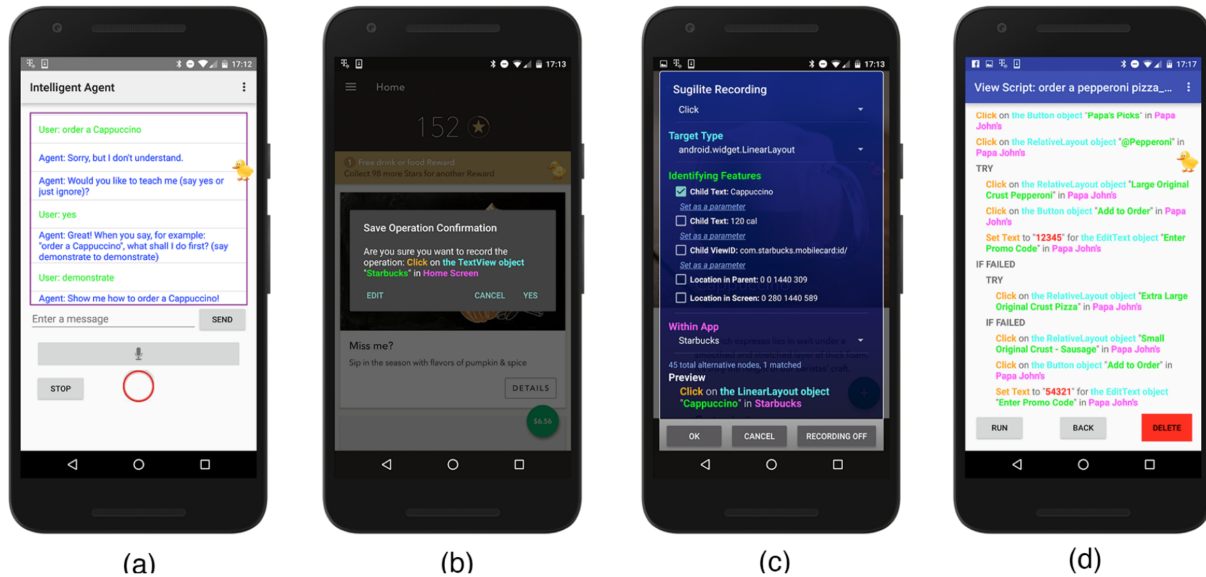 17:12
Intelligent Agent
User: order a Cappuccino
Agent: Sorry, but I don't understand.
Agent: Would you like to teach me (say yes or
just ignore)?
User: yes
Agent: Great! When you say, for example:
"order a Cappuccino", what shall I do first? (say
demonstrate to demonstrate)
User: demonstrate
Agent: Show me how to order a Cappuccino!
Enter a message
SEND
STOP
(a)
17:13
Home
152
1 Free drink or food Reward
Collect 98 more Stars for another Reward
Save Operation Confirmation
Are you sure you want to record the
operation: Click on the TextView object
"Starbucks" in Home Screen
EDIT CANCEL YES
Miss me?
Sip in the season with flavors of pumpkin & spice
DETAILS
$6.56
(b)
17:13
Sugilite Recording
Click
Target Type
android.widget.LinearLayout
Identifying Features
Child Text: Cappuccino
Set as a parameter
Child Text: 120 cal
Set as a parameter
Child ViewID: com.starbucks.mobilecard:id/
Set as a parameter
Location in Parent: 0 0 1440 309
Location in Screen: 0 280 1440 589
Within App
Starbucks
45 total alternative nodes, 1 matched
Preview
Click on the LinearLayout object
"Cappuccino" in Starbucks
OK CANCEL RECORDING OFF
(c)
17:17
View Script: order a pepperoni pizza_...
Click on the Button object "Papa's Picks" in Papa
John's
Click on the RelativeLayout object "@Pepperoni" in
Papa John's
TRY
Click on the RelativeLayout object "Large Original
Crust Pepperoni" in Papa John's
Click on the Button object "Add to Order" in Papa
John's
Set Text to "12345" for the EditText object "Enter
Promo Code" in Papa John's
IF FAILED
TRY
Click on the RelativeLayout object "Extra Large
Original Crust Pizza" in Papa John's
IF FAILED
Click on the RelativeLayout object "Small
Original Crust - Sausage" in Papa John's
Click on the Button object "Add to Order" in
Papa John's
Set Text to "54321" for the EditText object
"Enter Promo Code" in Papa John's
RUN BACK DELETE
(d)